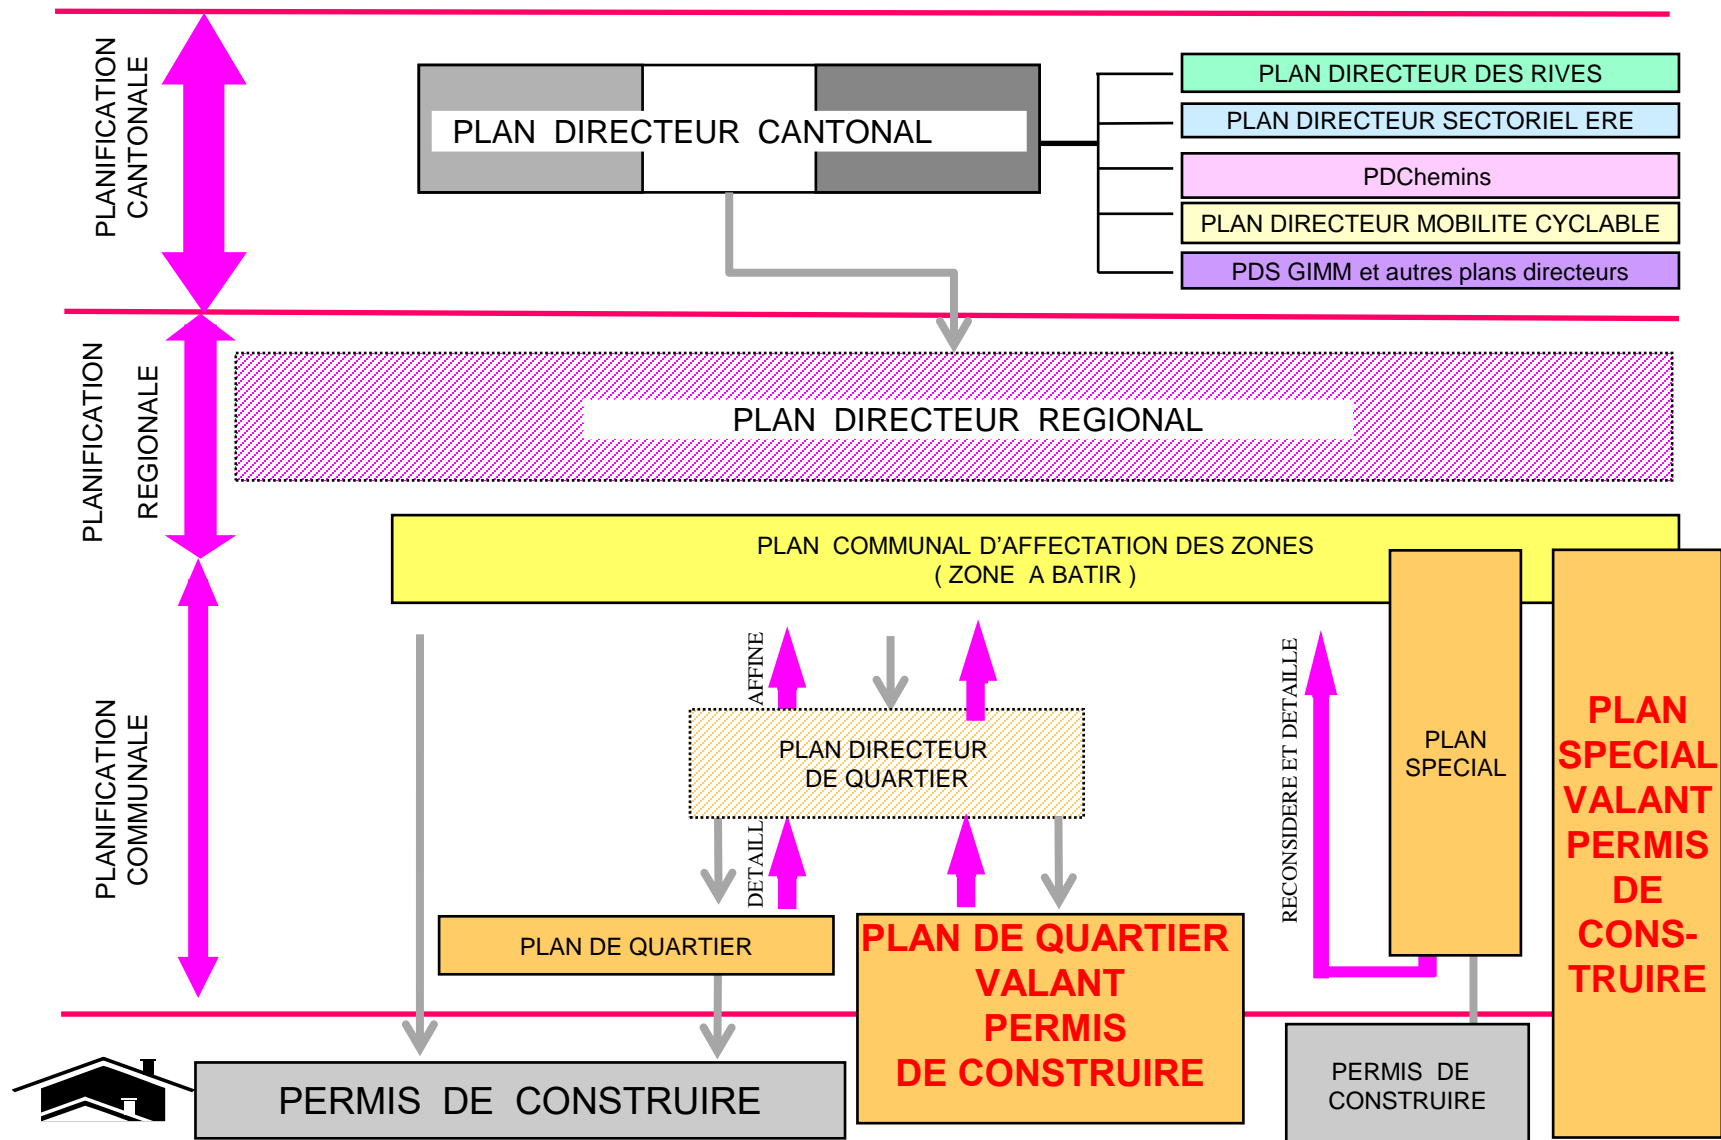 PLANIFICATION
CANTONALE
PLAN DIRECTEUR CANTONAL
PLAN DIRECTEUR DES RIVES
PLAN DIRECTEUR SECTORIEL ERE
PDChemins
PLAN DIRECTEUR MOBILITE CYCLABLE
PDS GIMM et autres plans directeurs
PLANIFICATION
REGIONALE
PLAN DIRECTEUR REGIONAL
PLANIFICATION
COMMUNALE
PLAN COMMUNAL D'AFFECTATION DES ZONES
( ZONE A BATIR )
AFFINE
PLAN DIRECTEUR
DE QUARTIER
DETAILL
RECONSIDERE ET DETAILLE
PLAN
SPECIAL
PLAN
SPECIAL
VALANT
PERMIS
DE
CONS-
TRUIRE
PLAN DE QUARTIER
PLAN DE QUARTIER
VALANT
PERMIS
DE CONSTRUIRE
PERMIS DE CONSTRUIRE
PERMIS DE
CONSTRUIRE